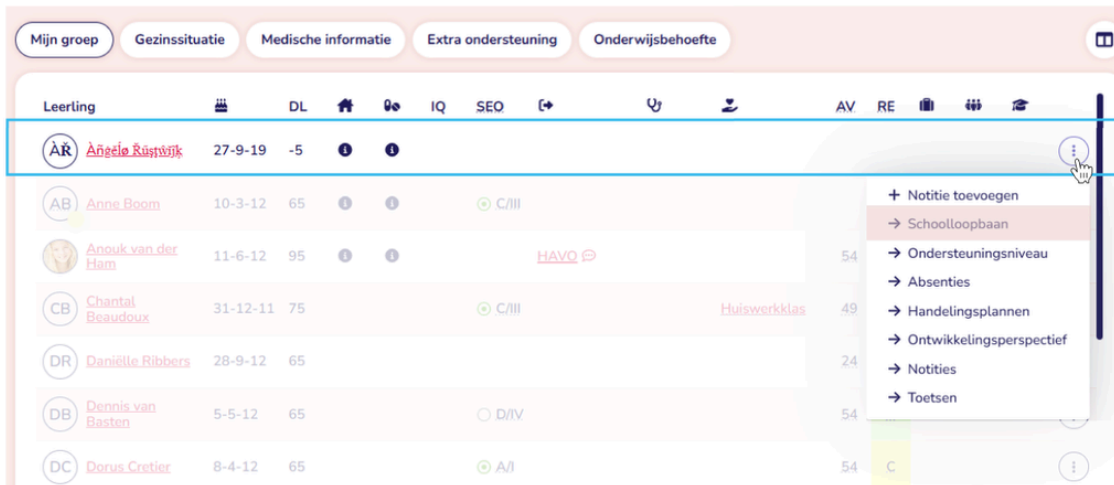 Mijn groep Gezinssituatie Medische informatie Extra ondersteuning Onderwijsbehoefte
Leerling DL IQ SEO AV RE
ÀŘ Àñġëĺø Řúşţŵïĵķ 27-9-19 -5
AB Anne Boom 10-3-12 65 C/III
+ Notitie toevoegen
→ Schoolloopbaan
Anouk van der
Ham 11-6-12 95 HAVO 54
→ Ondersteuningsniveau
→ Absenties
CB Chantal
Beaudoux 31-12-11 75 C/III Huiswerkklas 49
→ Handelingsplannen
→ Ontwikkelingsperspectief
DR Daniëlle Ribbers 28-9-12 65 24
→ Notities
→ Toetsen
DB Dennis van
Basten 5-5-12 65 D/IV 54
DC Dorus Cretier 8-4-12 65 A/I 54 C